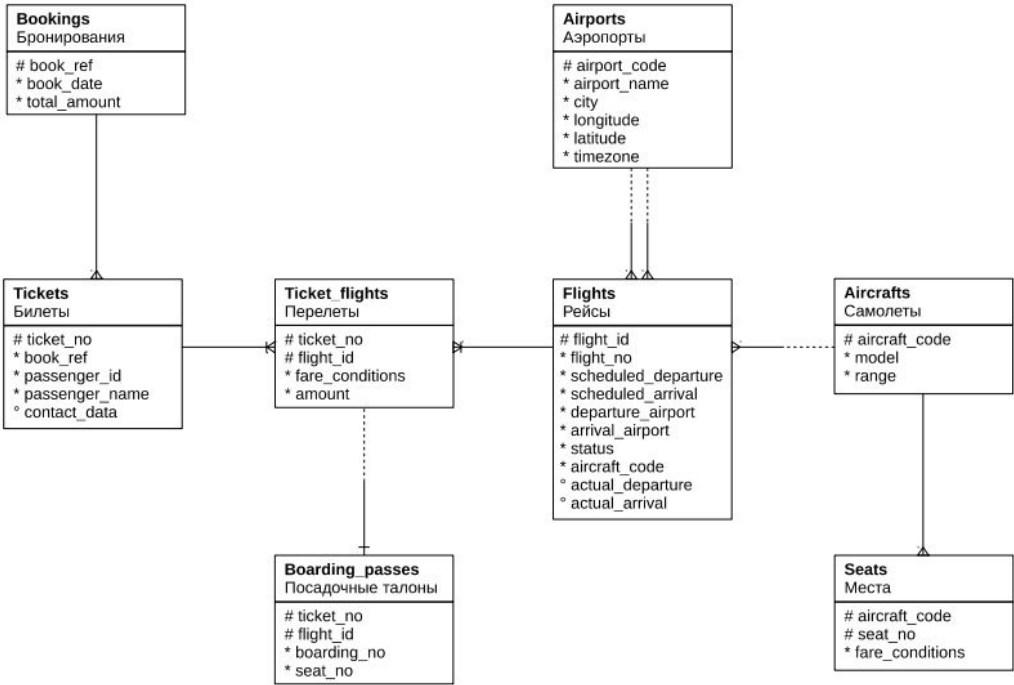 Bookings
Бронирования
# book_ref
* book_date
* total_amount
Airports
Аэропорты
# airport_code
* airport_name
* city
* longitude
* latitude
* timezone
Tickets
Билеты
# ticket_no
* book_ref
* passenger_id
* passenger_name
° contact_data
Ticket_flights
Перелеты
# ticket_no
# flight_id
* fare_conditions
* amount
Flights
Рейсы
# flight_id
* flight_no
* scheduled_departure
* scheduled_arrival
* departure_airport
* arrival_airport
* status
* aircraft_code
° actual_departure
° actual_arrival
Aircrafts
Самолеты
# aircraft_code
* model
* range
Boarding_passes
Посадочные талоны
# ticket_no
# flight_id
* boarding_no
* seat_no
Seats
Места
# aircraft_code
# seat_no
* fare_conditions